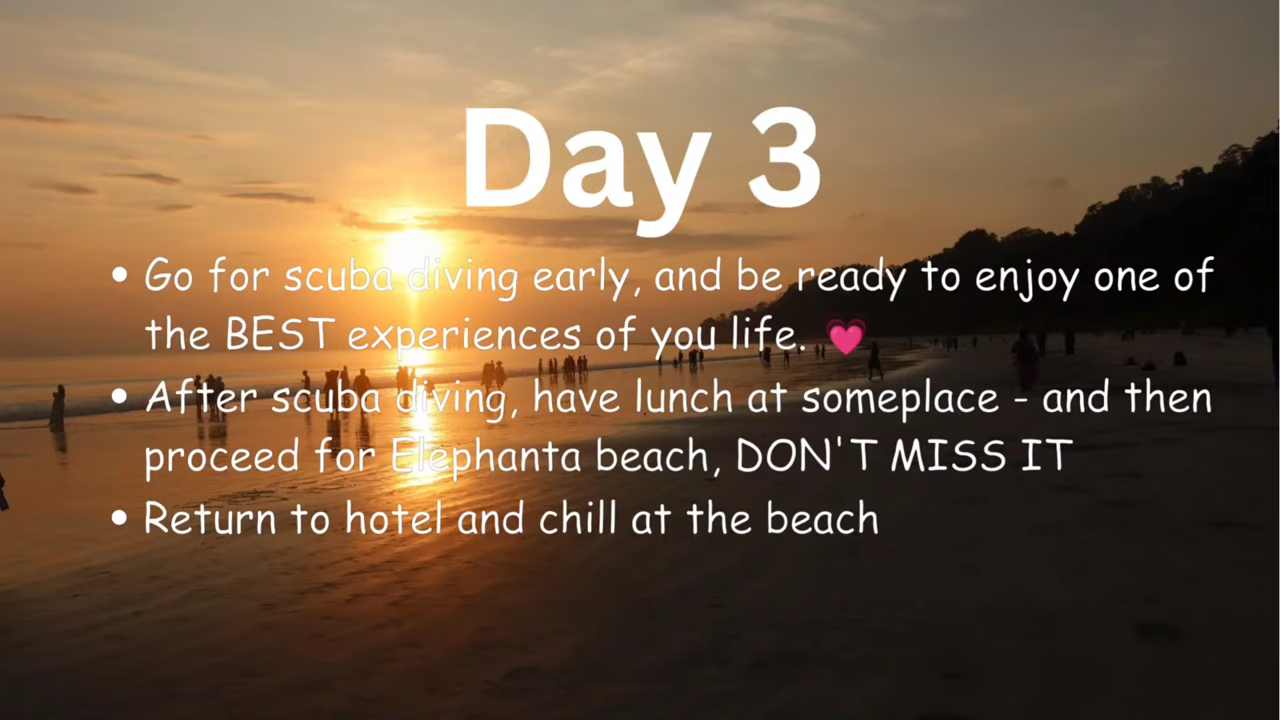 Day 3
• Go for scuba diving early, and be ready to enjoy one of
the BEST experiences of you life. 💗
• After scuba diving, have lunch at someplace - and then
proceed for Elephanta beach, DON'T MISS IT
• Return to hotel and chill at the beach